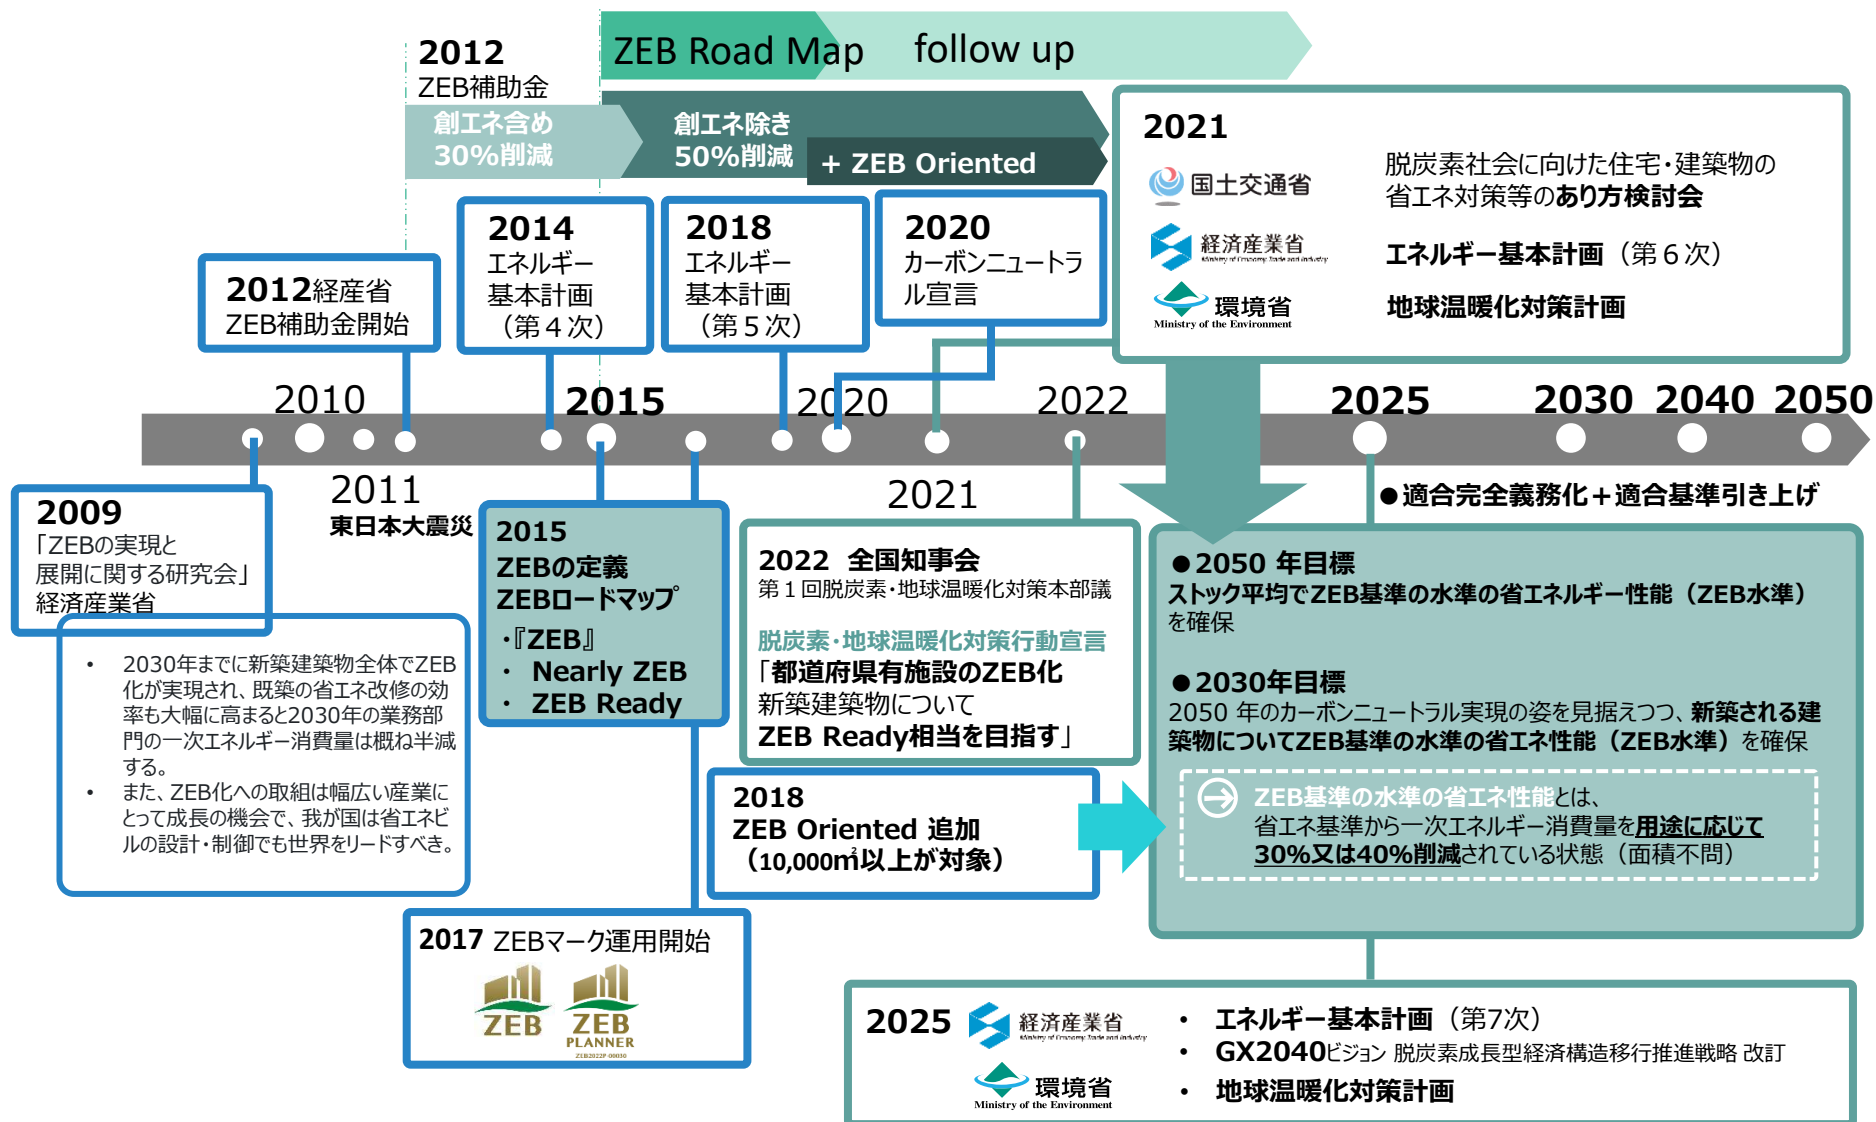 ZEB Road Map
follow up
2012
ZEB補助金
創エネ含め
30%削減
創エネ除き
50%削減
+ ZEB Oriented
2012経産省
ZEB補助金開始
2014
エネルギー
基本計画
（第４次）
2018
エネルギー
基本計画
（第５次）
2020
カーボンニュートラ
ル宣言
2021
国土交通省
脱炭素社会に向けた住宅・建築物の
省エネ対策等のあり方検討会
経済産業省
Ministry of Economy Trade and Industry
エネルギー基本計画（第６次）
環境省
Ministry of the Environment
地球温暖化対策計画
2010
2015
2020
2022
2025
2030
2040
2050
2011
東日本大震災
2021
●適合完全義務化＋適合基準引き上げ
2009
「ZEBの実現と
展開に関する研究会」
経済産業省
• 2030年までに新築建築物全体でZEB
化が実現され、既築の省エネ改修の効
率も大幅に高まると2030年の業務部
門の一次エネルギー消費量は概ね半減
する。
• また、ZEB化への取組は幅広い産業に
とって成長の機会で、我が国は省エネビ
ルの設計・制御でも世界をリードすべき。
2015
ZEBの定義
ZEBロードマップ
・『ZEB』
・ Nearly ZEB
・ ZEB Ready
2022 全国知事会
第１回脱炭素・地球温暖化対策本部議
脱炭素・地球温暖化対策行動宣言
「都道府県有施設のZEB化
新築建築物について
ZEB Ready相当を目指す」
2018
ZEB Oriented 追加
（10,000㎡以上が対象）
●2050 年目標
ストック平均でZEB基準の水準の省エネルギー性能（ZEB水準）
を確保
●2030年目標
2050 年のカーボンニュートラル実現の姿を見据えつつ、新築される建
築物についてZEB基準の水準の省エネ性能（ZEB水準）を確保
ZEB基準の水準の省エネ性能とは、
省エネ基準から一次エネルギー消費量を用途に応じて
30%又は40%削減されている状態（面積不問）
2017 ZEBマーク運用開始
ZEB
ZEB
PLANNER
ZEB2022P-00030
2025
経済産業省
Ministry of Economy Trade and Industry
環境省
Ministry of the Environment
• エネルギー基本計画（第7次）
• GX2040ビジョン 脱炭素成長型経済構造移行推進戦略 改訂
• 地球温暖化対策計画